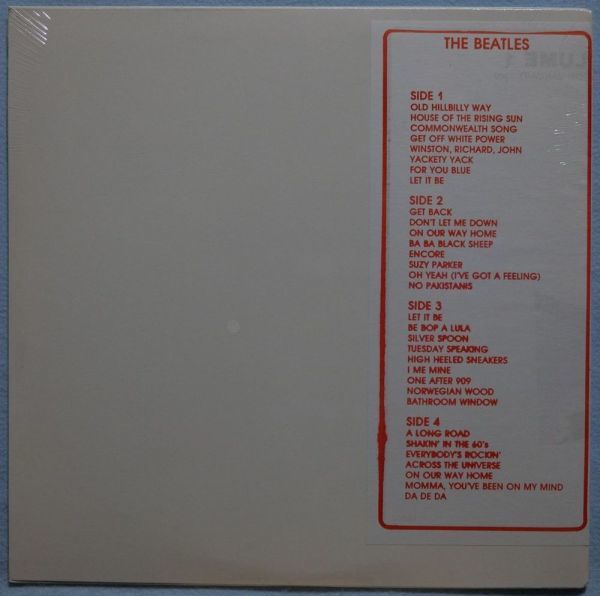 THE BEATLES
SIDE 1
OLD HILLBILLY WAY
HOUSE OF THE RISING SUN
COMMONWEALTH SONG
GET OFF WHITE POWER
WINSTON, RICHARD, JOHN
YACKETY YACK
FOR YOU BLUE
LET IT BE
SIDE 2
GET BACK
DON'T LET ME DOWN
ON OUR WAY HOME
BA BA BLACK SHEEP
ENCORE
SUZY PARKER
OH YEAH (I'VE GOT A FEELING)
NO PAKISTANIS
SIDE 3
LET IT BE
BE BOP A LULA
SILVER SPOON
TUESDAY SPEAKING
HIGH HEELED SNEAKERS
I ME MINE
ONE AFTER 909
NORWEGIAN WOOD
BATHROOM WINDOW
SIDE 4
A LONG ROAD
SHAKIN' IN THE 60's
EVERYBODY'S ROCKIN'
ACROSS THE UNIVERSE
ON OUR WAY HOME
MOMMA, YOU'VE BEEN ON MY MIND
DA DE DA